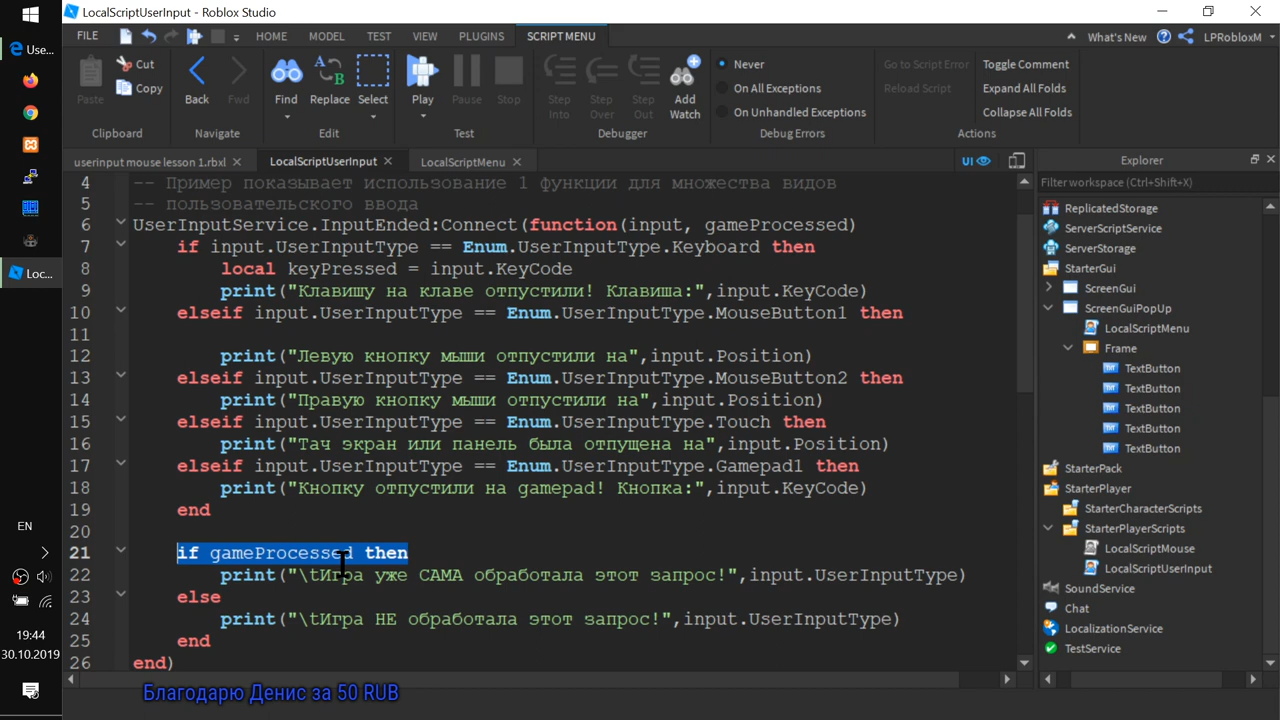 LocalScriptUserInput - Roblox Studio
Use...
FILE HOME MODEL TEST VIEW PLUGINS SCRIPT MENU What's New LPRobloxM
Paste Cut Copy Back Fwd Find Replace Select Play Pause Stop Step Into Step Over Step Out Add Watch
Never
On All Exceptions
On Unhandled Exceptions
Go to Script Error Toggle Comment
Reload Script Expand All Folds
Collapse All Folds
Clipboard Navigate Edit Test Debugger Debug Errors Actions
userinput mouse lesson 1.rbxl LocalScriptUserInput LocalScriptMenu UI
4 -- Пример показывает использование 1 функции для множества видов
5 -- пользовательского ввода
6 UserInputService.InputEnded:Connect(function(input, gameProcessed)
7 if input.UserInputType == Enum.UserInputType.Keyboard then
8 local keyPressed = input.KeyCode
9 print("Клавишу на клаве отпустили! Клавиша:",input.KeyCode)
10 elseif input.UserInputType == Enum.UserInputType.MouseButton1 then
11
12 print("Левую кнопку мыши отпустили на",input.Position)
13 elseif input.UserInputType == Enum.UserInputType.MouseButton2 then
14 print("Правую кнопку мыши отпустили на",input.Position)
15 elseif input.UserInputType == Enum.UserInputType.Touch then
16 print("Тач экран или панель была отпущена на",input.Position)
17 elseif input.UserInputType == Enum.UserInputType.Gamepad1 then
18 print("Кнопку отпустили на gamepad! Кнопка:",input.KeyCode)
19 end
20
21 if gameProcessed then
22 print("\tИгра уже САМА обработала этот запрос!",input.UserInputType)
23 else
24 print("\tИгра НЕ обработала этот запрос!",input.UserInputType)
25 end
26 end)
Explorer
Filter workspace (Ctrl+Shift+X)
ReplicatedStorage
ServerScriptService
ServerStorage
StarterGui
ScreenGui
ScreenGuiPopUp
LocalScriptMenu
Frame
TextButton
TextButton
TextButton
TextButton
TextButton
StarterPack
StarterPlayer
StarterCharacterScripts
StarterPlayerScripts
LocalScriptMouse
LocalScriptUserInput
SoundService
Chat
LocalizationService
TestService
Loc...
EN
19:44
30.10.2019
Благодарю Денис за 50 RUB